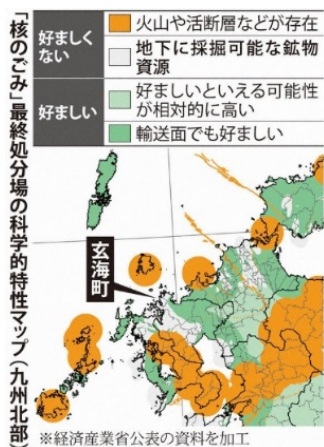 「核のごみ」最終処分場の科学的特性マップ（九州北部）
好ましく
ない
火山や活断層などが存在
地下に採掘可能な鉱物
資源
好ましい
好ましいといえる可能性
が相対的に高い
輸送面でも好ましい
玄海町
※経済産業省公表の資料を加工